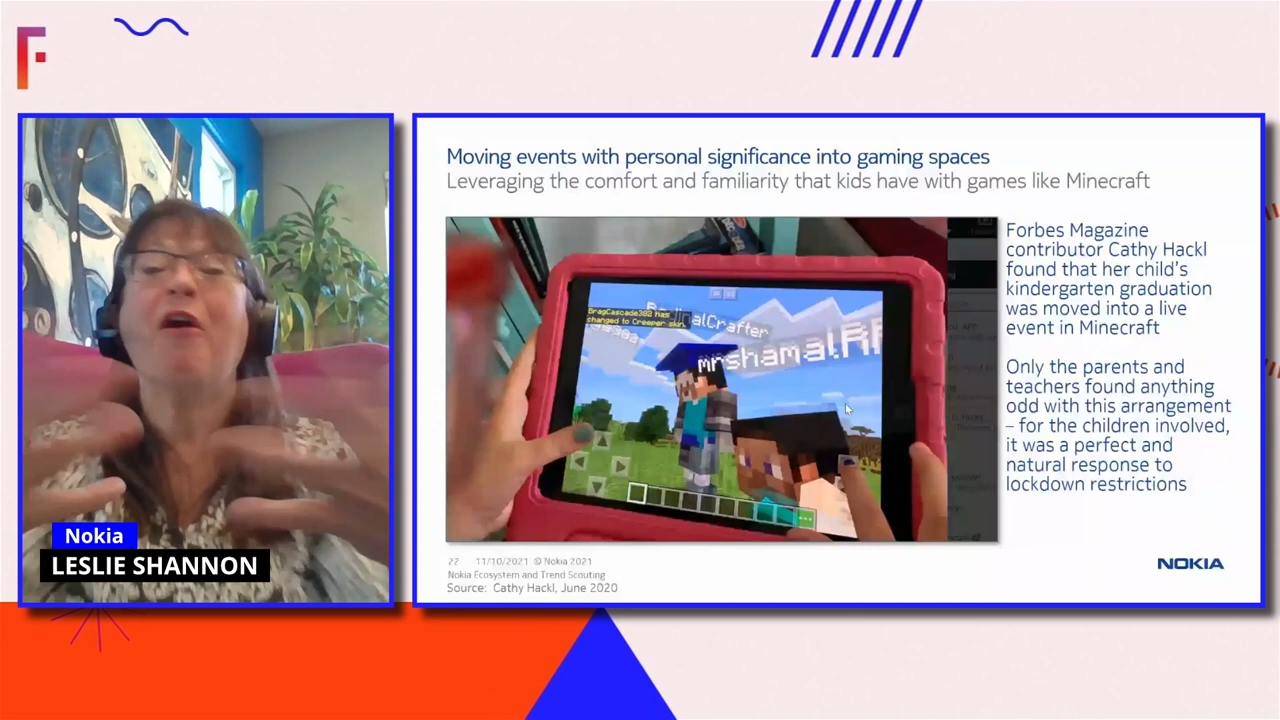 F
Moving events with personal significance into gaming spaces
Leveraging the comfort and familiarity that kids have with games like Minecraft
Forbes Magazine
contributor Cathy Hackl
found that her child's
kindergarten graduation
was moved into a live
event in Minecraft
Only the parents and
teachers found anything
odd with this arrangement
– for the children involved,
it was a perfect and
natural response to
lockdown restrictions
BragCascade382 has
changed to Creeper skin.
mrshamalRF
Nokia
LESLIE SHANNON
22 11/10/2021 © Nokia 2021
Nokia Ecosystem and Trend Scouting
Source: Cathy Hackl, June 2020
NOKIA